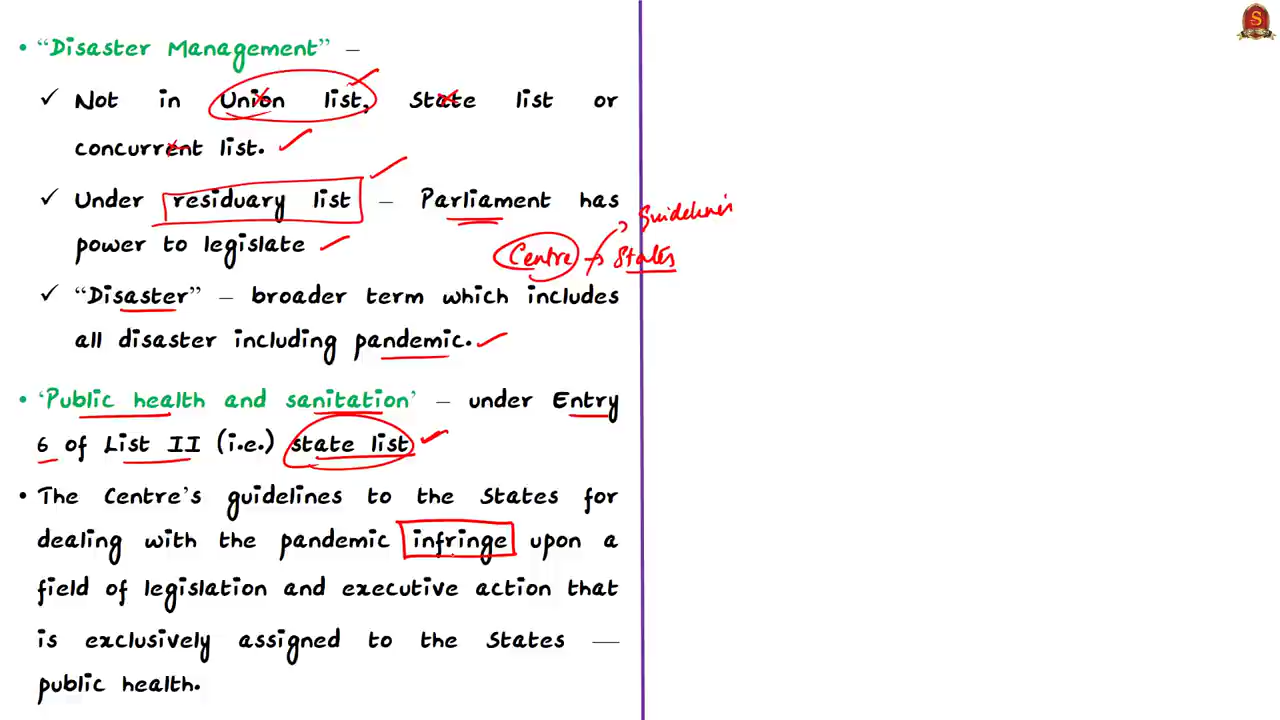 • “Disaster Management” –
✓ Not in Union list, State list or
concurrent list.
✓ Under residuary list – Parliament has
power to legislate
Guidelines
Centre → States
✓ “Disaster” – broader term which includes
all disaster including pandemic.
• ‘Public health and sanitation’ – under Entry
6 of List II (i.e.) state list
• The Centre's guidelines to the States for
dealing with the pandemic infringe upon a
field of legislation and executive action that
is exclusively assigned to the States —
public health.
S